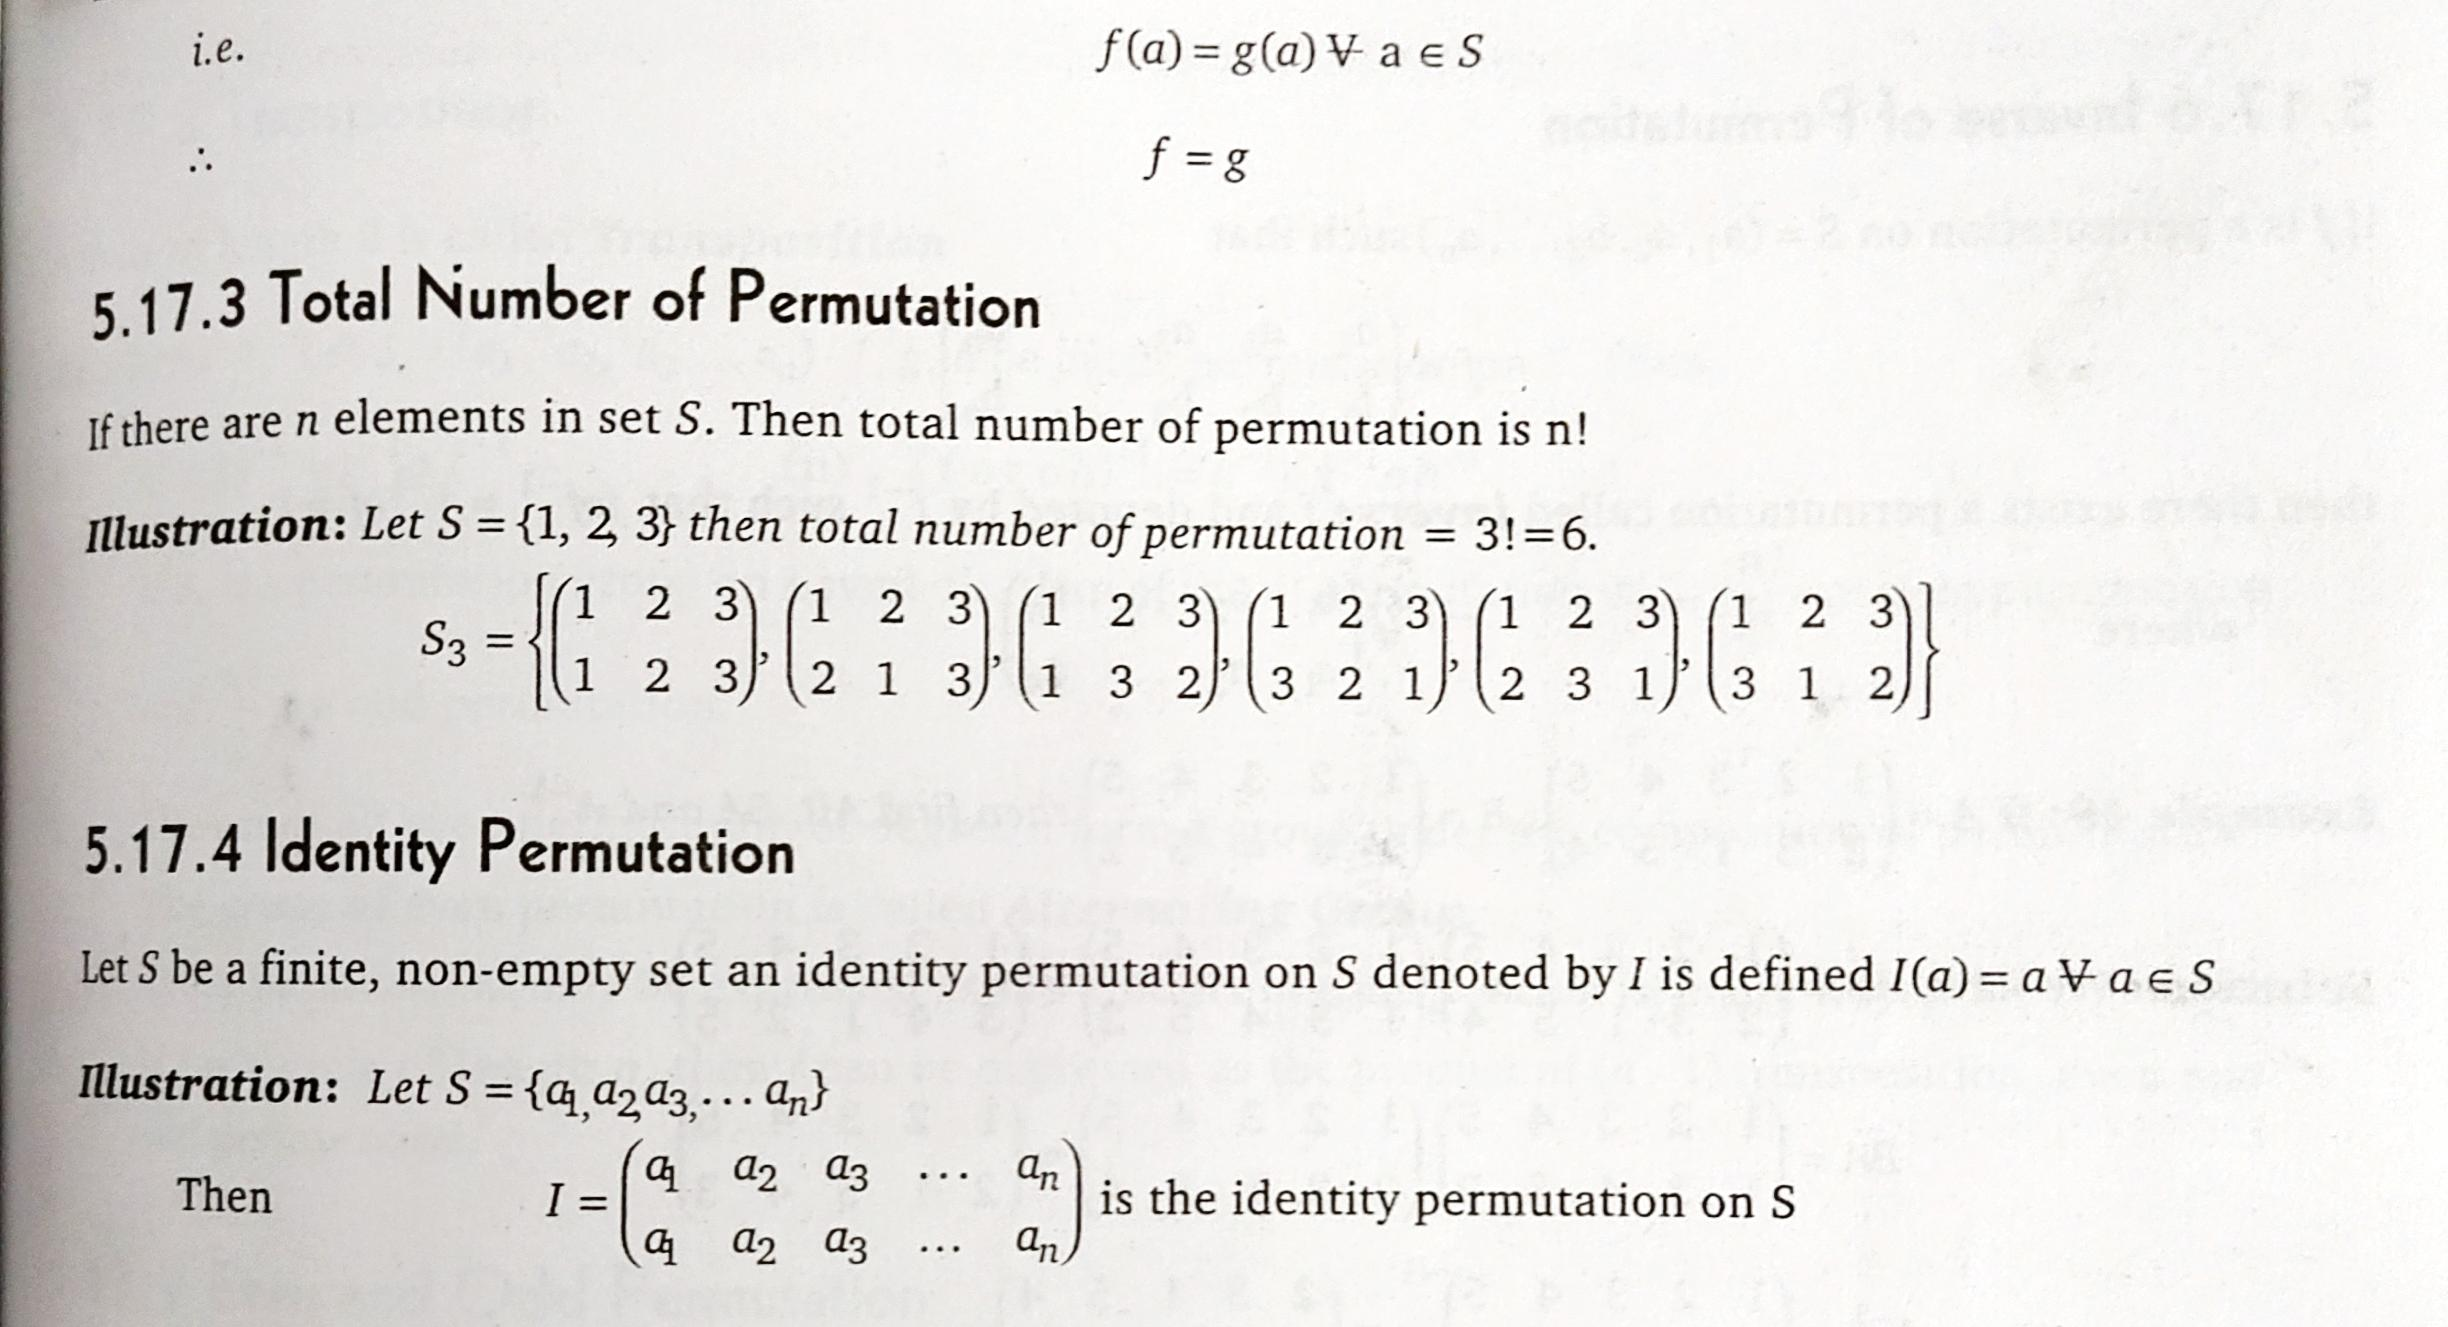 i.e. f(a) = g(a) ∀ a ∈ S
∴ f = g
5.17.3 Total Number of Permutation
If there are n elements in set S. Then total number of permutation is n!
Illustration: Let S = {1, 2, 3} then total number of permutation = 3! = 6.
S₃ = {(1 2 3 / 1 2 3), (1 2 3 / 2 1 3), (1 2 3 / 1 3 2), (1 2 3 / 3 2 1), (1 2 3 / 2 3 1), (1 2 3 / 3 1 2)}
5.17.4 Identity Permutation
Let S be a finite, non-empty set an identity permutation on S denoted by I is defined I(a) = a ∀ a ∈ S
Illustration: Let S = {a₁, a₂, a₃, ... aₙ}
Then I = (a₁ a₂ a₃ ... aₙ / a₁ a₂ a₃ ... aₙ) is the identity permutation on S